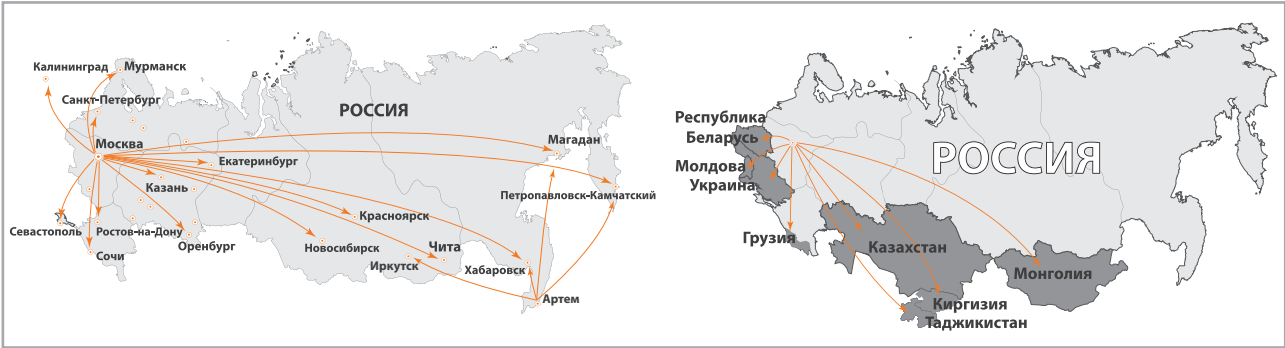 Калининград
Мурманск
Санкт-Петербург
РОССИЯ
Москва
Магадан
Екатеринбург
Казань
Петропавловск-Камчатский
Красноярск
Севастополь
Ростов-на-Дону
Оренбург
Новосибирск
Чита
Сочи
Иркутск
Хабаровск
Артем
Республика
Беларусь
РОССИЯ
Молдова
Украина
Грузия
Казахстан
Монголия
Киргизия
Таджикистан